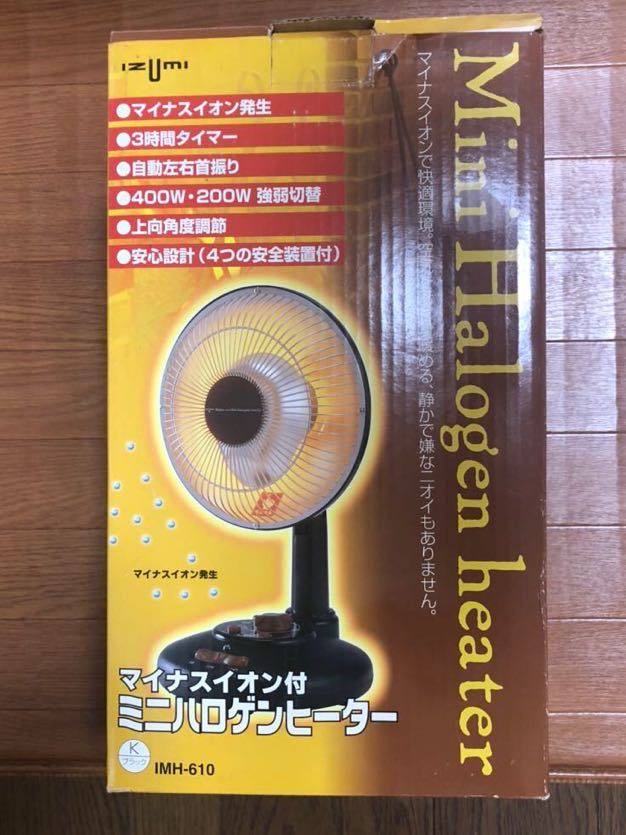 IZUMI
●マイナスイオン発生
●3時間タイマー
●自動左右首振り
●400W・200W 強弱切替
●上向角度調節
●安心設計(4つの安全装置付)
Mini Halogen heater
マイナスイオンで快適環境。
める、静かで嫌なニオイもありません。
マイナスイオン発生
マイナスイオン付
ミニハロゲンヒーター
K
ブラック
IMH-610